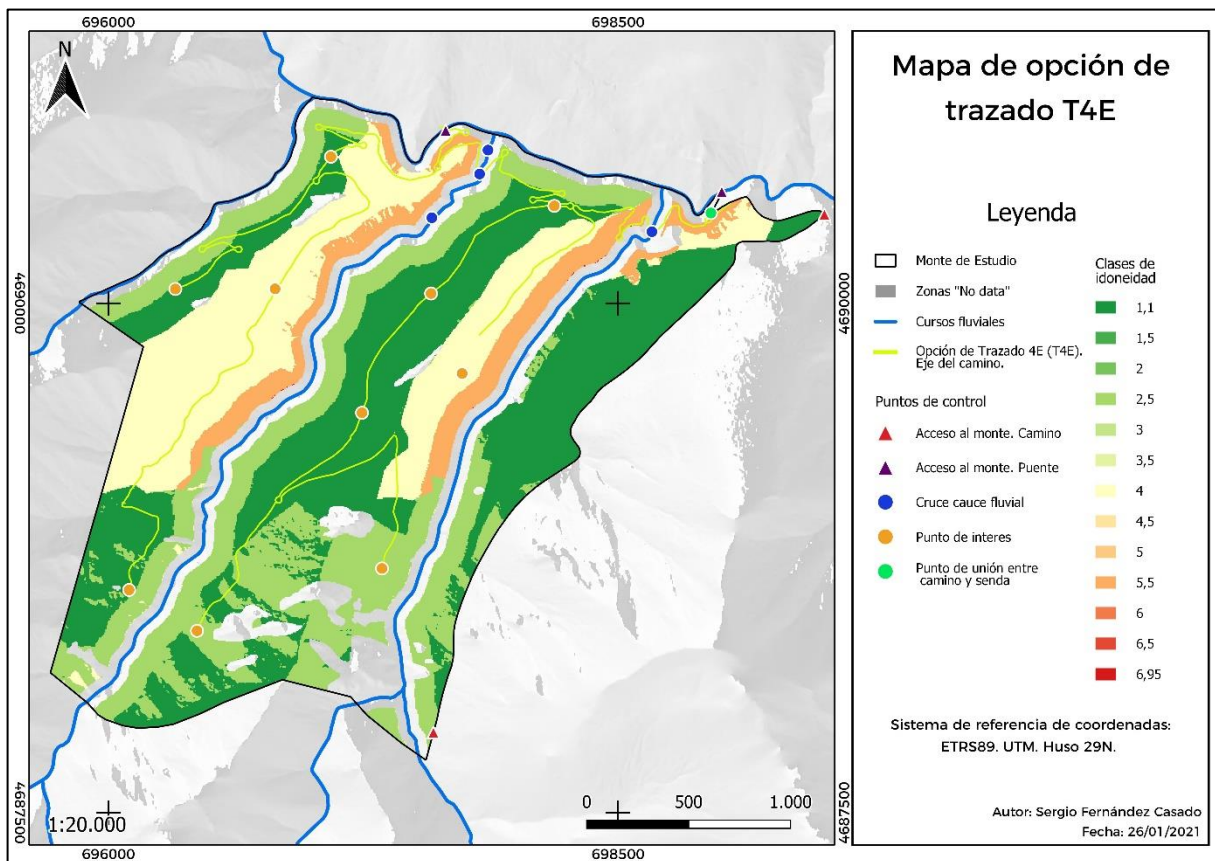 696000
698500
N
4690000
4690000
4687500
4687500
1:20.000
0
500
1.000
696000
698500
Mapa de opción de
trazado T4E
Leyenda
Monte de Estudio
Zonas "No data"
Cursos fluviales
Opción de Trazado 4E (T4E).
Eje del camino.
Puntos de control
Acceso al monte. Camino
Acceso al monte. Puente
Cruce cauce fluvial
Punto de interes
Punto de unión entre
camino y senda
Clases de
idoneidad
1,1
1,5
2
2,5
3
3,5
4
4,5
5
5,5
6
6,5
6,95
Sistema de referencia de coordenadas:
ETRS89. UTM. Huso 29N.
Autor: Sergio Fernández Casado
Fecha: 26/01/2021